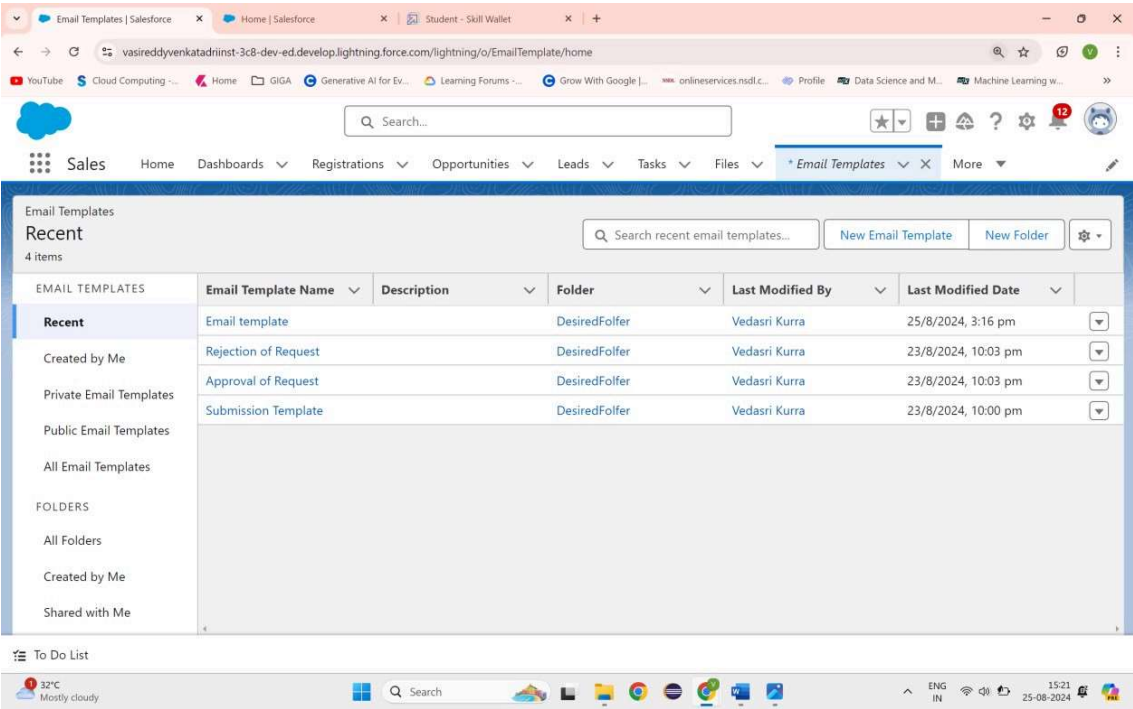 Email Templates | Salesforce
Home | Salesforce
Student - Skill Wallet
vasireddyvenkatadriinst-3c8-dev-ed.develop.lightning.force.com/lightning/o/EmailTemplate/home
V
YouTube Cloud Computing -... Home GIGA Generative AI for Ev... Learning Forums -... Grow With Google |... onlineservices.nsdl.c... Profile Data Science and M... Machine Learning w... »
Search...
12
Sales Home Dashboards Registrations Opportunities Leads Tasks Files * Email Templates More
Email Templates
Recent
4 items
Search recent email templates...
New Email Template New Folder
EMAIL TEMPLATES
Recent
Created by Me
Private Email Templates
Public Email Templates
All Email Templates
FOLDERS
All Folders
Created by Me
Shared with Me
Email Template Name Description Folder Last Modified By Last Modified Date
Email template DesiredFolfer Vedasri Kurra 25/8/2024, 3:16 pm
Rejection of Request DesiredFolfer Vedasri Kurra 23/8/2024, 10:03 pm
Approval of Request DesiredFolfer Vedasri Kurra 23/8/2024, 10:03 pm
Submission Template DesiredFolfer Vedasri Kurra 23/8/2024, 10:00 pm
To Do List
1
32°C
Mostly cloudy
Search
ENG
IN
15:21
25-08-2024